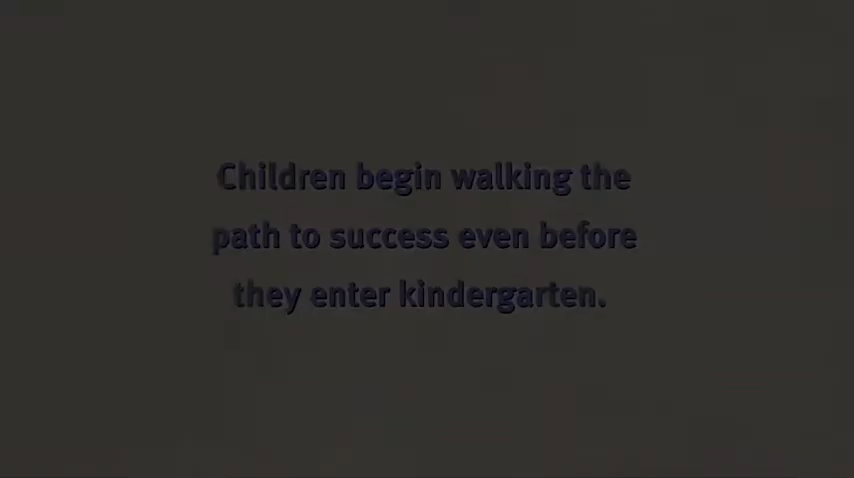 Children begin walking the
path to success even before
they enter kindergarten.